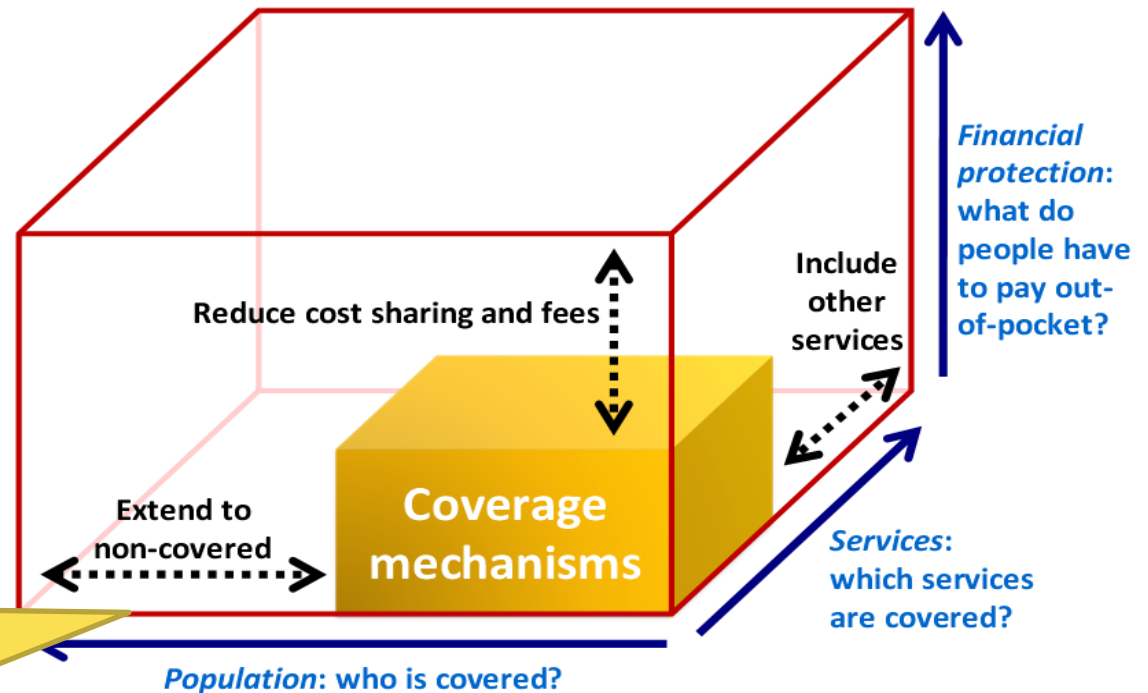 Financial
protection:
what do
people have
to pay out-
of-pocket?
Include
other
services
Reduce cost sharing and fees
Extend to
non-covered
Coverage
mechanisms
Services:
which services
are covered?
Population: who is covered?